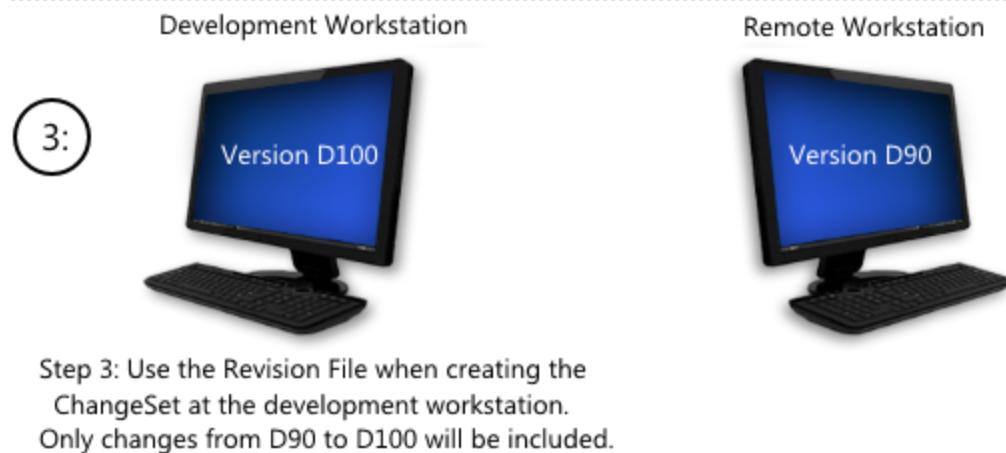 Development Workstation
Remote Workstation
3:
Version D100
Version D90
Step 3: Use the Revision File when creating the
ChangeSet at the development workstation.
Only changes from D90 to D100 will be included.